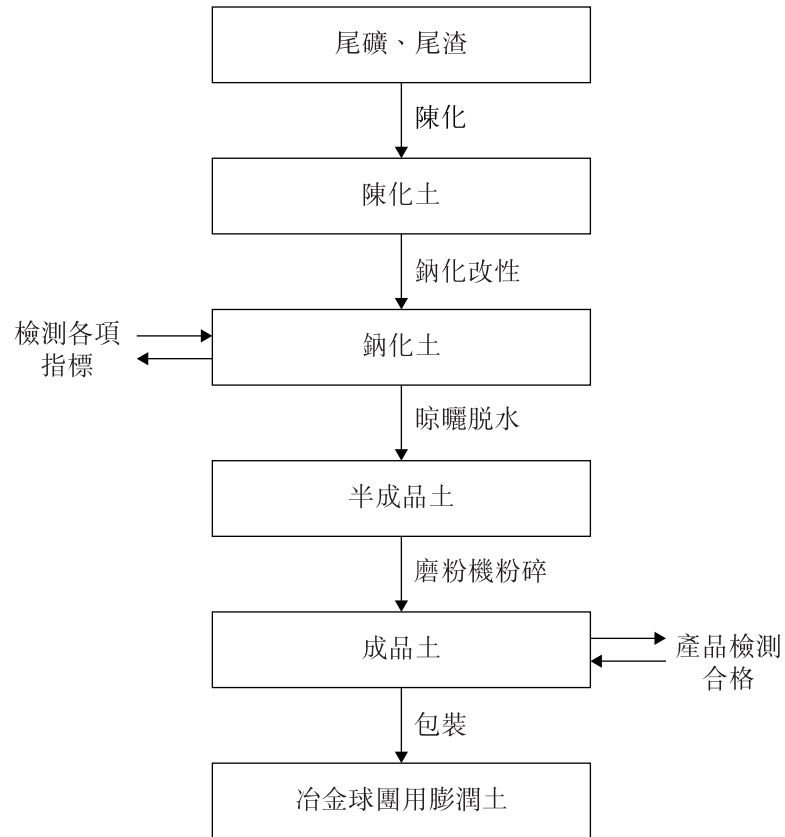 尾礦、尾渣
陳化
陳化土
鈉化改性
檢測各項
指標
鈉化土
晾曬脱水
半成品土
磨粉機粉碎
成品土
產品檢測
合格
包裝
冶金球團用膨潤土